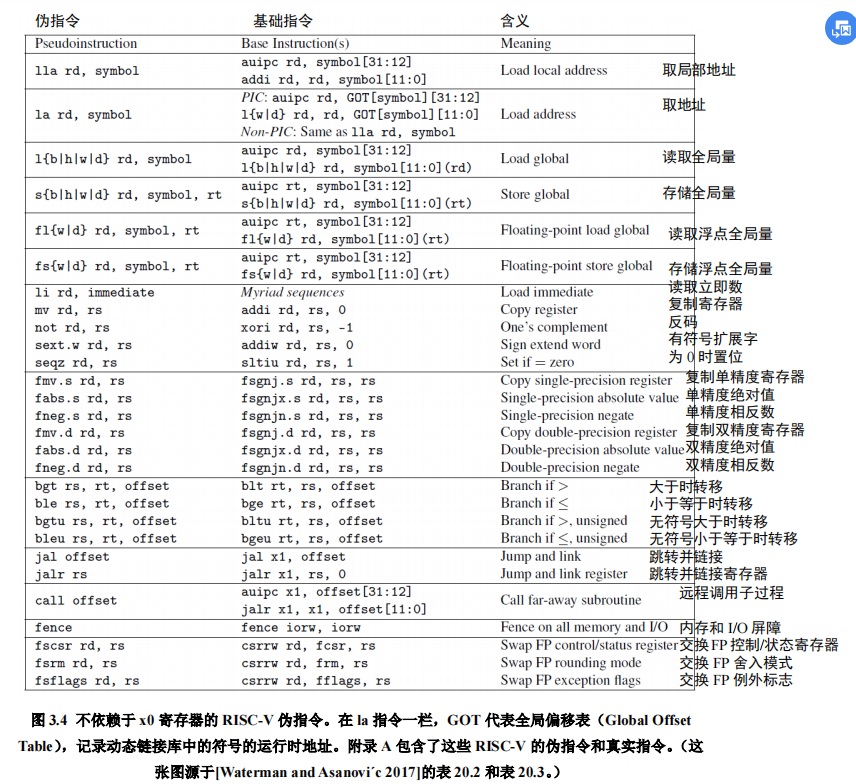 伪指令 基础指令 含义
Pseudoinstruction Base Instruction(s) Meaning
lla rd, symbol auipc rd, symbol[31:12] Load local address 取局部地址
addi rd, rd, symbol[11:0]
la rd, symbol PIC: auipc rd, GOT[symbol][31:12] Load address 取地址
l{w|d} rd, rd, GOT[symbol][11:0]
Non-PIC: Same as lla rd, symbol
l{b|h|w|d} rd, symbol auipc rd, symbol[31:12] Load global 读取全局量
l{b|h|w|d} rd, symbol[11:0](rd)
s{b|h|w|d} rd, symbol, rt auipc rt, symbol[31:12] Store global 存储全局量
s{b|h|w|d} rd, symbol[11:0](rt)
fl{w|d} rd, symbol, rt auipc rt, symbol[31:12] Floating-point load global 读取浮点全局量
fl{w|d} rd, symbol[11:0](rt)
fs{w|d} rd, symbol, rt auipc rt, symbol[31:12] Floating-point store global 存储浮点全局量
fs{w|d} rd, symbol[11:0](rt)
li rd, immediate Myriad sequences Load immediate 读取立即数
mv rd, rs addi rd, rs, 0 Copy register 复制寄存器
not rd, rs xori rd, rs, -1 One's complement 反码
sext.w rd, rs addiw rd, rs, 0 Sign extend word 有符号扩展字
seqz rd, rs sltiu rd, rs, 1 Set if = zero 为 0 时置位
fmv.s rd, rs fsgnj.s rd, rs, rs Copy single-precision register 复制单精度寄存器
fabs.s rd, rs fsgnjx.s rd, rs, rs Single-precision absolute value 单精度绝对值
fneg.s rd, rs fsgnjn.s rd, rs, rs Single-precision negate 单精度相反数
fmv.d rd, rs fsgnj.d rd, rs, rs Copy double-precision register 复制双精度寄存器
fabs.d rd, rs fsgnjx.d rd, rs, rs Double-precision absolute value 双精度绝对值
fneg.d rd, rs fsgnjn.d rd, rs, rs Double-precision negate 双精度相反数
bgt rs, rt, offset blt rt, rs, offset Branch if > 大于时转移
ble rs, rt, offset bge rt, rs, offset Branch if ≤ 小于等于时转移
bgtu rs, rt, offset bltu rt, rs, offset Branch if >, unsigned 无符号大于时转移
bleu rs, rt, offset bgeu rt, rs, offset Branch if ≤, unsigned 无符号小于等于时转移
jal offset jal x1, offset Jump and link 跳转并链接
jalr rs jalr x1, rs, 0 Jump and link register 跳转并链接寄存器
call offset auipc x1, offset[31:12] Call far-away subroutine 远程调用子过程
jalr x1, x1, offset[11:0]
fence fence iorw, iorw Fence on all memory and I/O 内存和 I/O 屏障
fscsr rd, rs csrrw rd, fcsr, rs Swap FP control/status register 交换 FP 控制/状态寄存器
fsrm rd, rs csrrw rd, frm, rs Swap FP rounding mode 交换 FP 舍入模式
fsflags rd, rs csrrw rd, fflags, rs Swap FP exception flags 交换 FP 例外标志
图 3.4 不依赖于 x0 寄存器的 RISC-V 伪指令。在 la 指令一栏，GOT 代表全局偏移表（Global Offset
Table），记录动态链接库中的符号的运行时地址。附录 A 包含了这些 RISC-V 的伪指令和真实指令。（这
张图源于[Waterman and Asanovi´c 2017]的表 20.2 和表 20.3。）